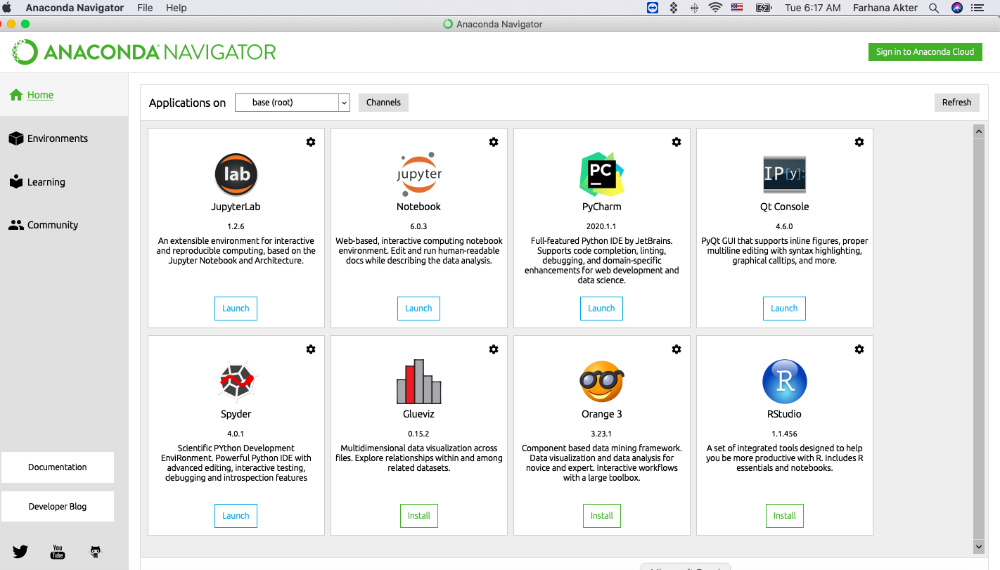 Anaconda Navigator File Help Tue 6:17 AM Farhana Akter
Anaconda Navigator
ANACONDA NAVIGATOR
Sign in to Anaconda Cloud
Home
Environments
Learning
Community
Documentation
Developer Blog
You
Tube
Applications on base (root) Channels Refresh
lab
JupyterLab
1.2.6
An extensible environment for interactive
and reproducible computing, based on the
Jupyter Notebook and Architecture.
Launch
jupyter
Notebook
6.0.3
Web-based, interactive computing notebook
environment. Edit and run human-readable
docs while describing the data analysis.
Launch
PC
PyCharm
2020.1.1
Full-featured Python IDE by JetBrains.
Supports code completion, linting,
debugging, and domain-specific
enhancements for web development and
data science.
Launch
IP[y]:
Qt Console
4.6.0
PyQt GUI that supports inline figures, proper
multiline editing with syntax highlighting,
graphical calltips, and more.
Launch
Spyder
4.0.1
Scientific PYthon Development
EnviRonment. Powerful Python IDE with
advanced editing, interactive testing,
debugging and introspection features
Launch
Glueviz
0.15.2
Multidimensional data visualization across
files. Explore relationships within and among
related datasets.
Install
Orange 3
3.23.1
Component based data mining framework.
Data visualization and data analysis for
novice and expert. Interactive workflows
with a large toolbox.
Install
R
RStudio
1.1.456
A set of integrated tools designed to help
you be more productive with R. Includes R
essentials and notebooks.
Install